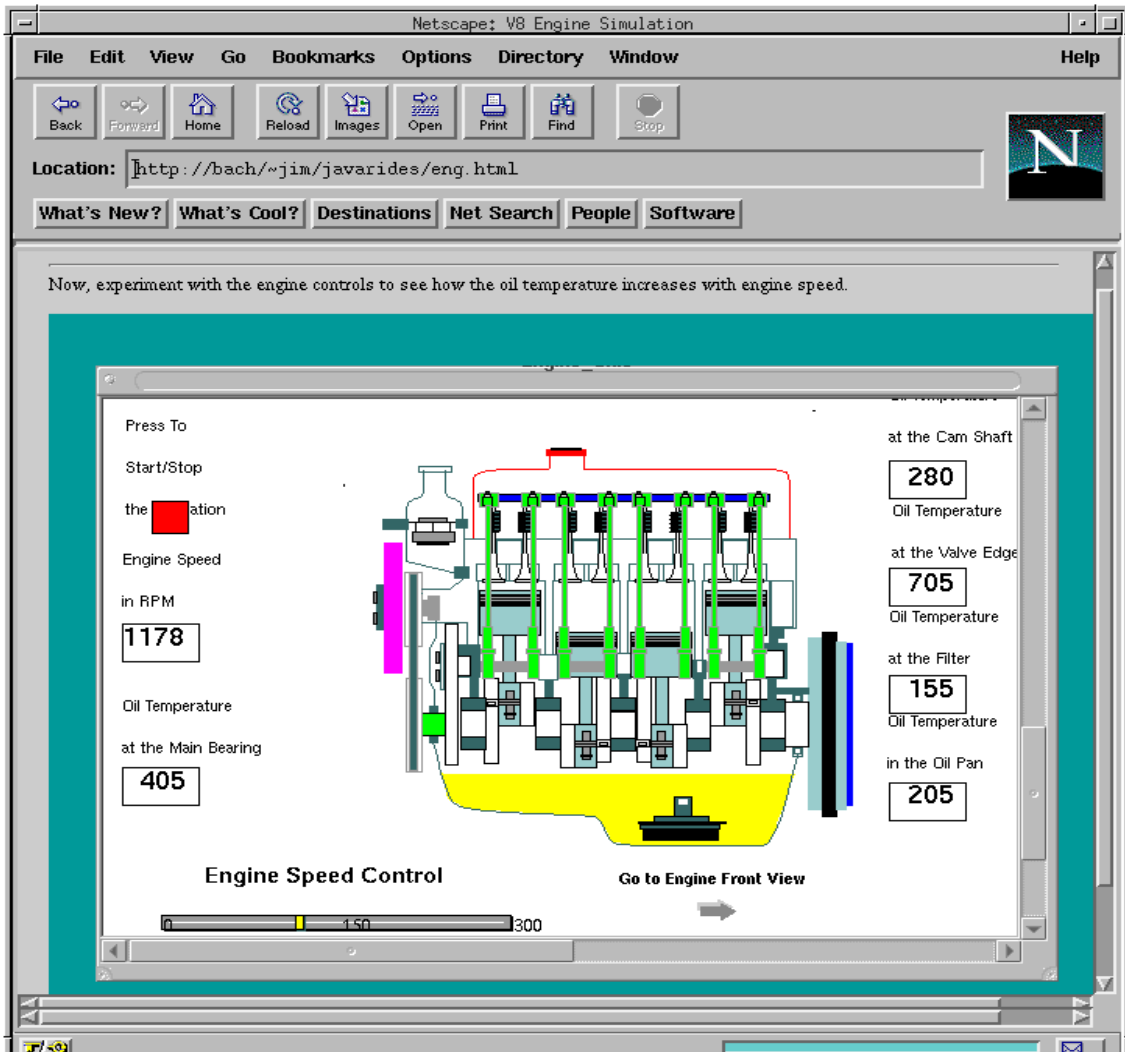 Netscape: V8 Engine Simulation
File Edit View Go Bookmarks Options Directory Window Help
Back Forward Home Reload Images Open Print Find Stop
N
Location: http://bach/~jim/javarides/eng.html
What's New? What's Cool? Destinations Net Search People Software
Now, experiment with the engine controls to see how the oil temperature increases with engine speed.
Press To
Start/Stop
the ation
Engine Speed
in RPM
1178
Oil Temperature
at the Main Bearing
405
Oil Temperature
at the Cam Shaft
280
Oil Temperature
at the Valve Edge
705
Oil Temperature
at the Filter
155
Oil Temperature
in the Oil Pan
205
Engine Speed Control
0 150 300
Go to Engine Front View